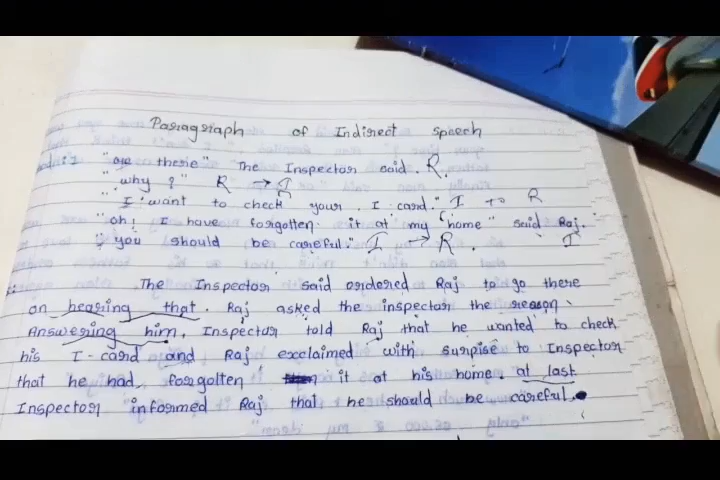 Paragraph of Indirect speech
"go there" The Inspector said. R.
"why ?" R → I
"I want to check your I card." I to R
"oh! I have forgotten it at my home" said Raj.
"you should be careful." I → R. I
The Inspector said ordered Raj to go there
on hearing that. Raj asked the inspector the reason
Answering him, Inspector told Raj that he wanted to check
his I-card and Raj exclaimed with surprise to Inspector
that he had forgotten it at his home. at last
Inspector informed Raj that he should be careful.